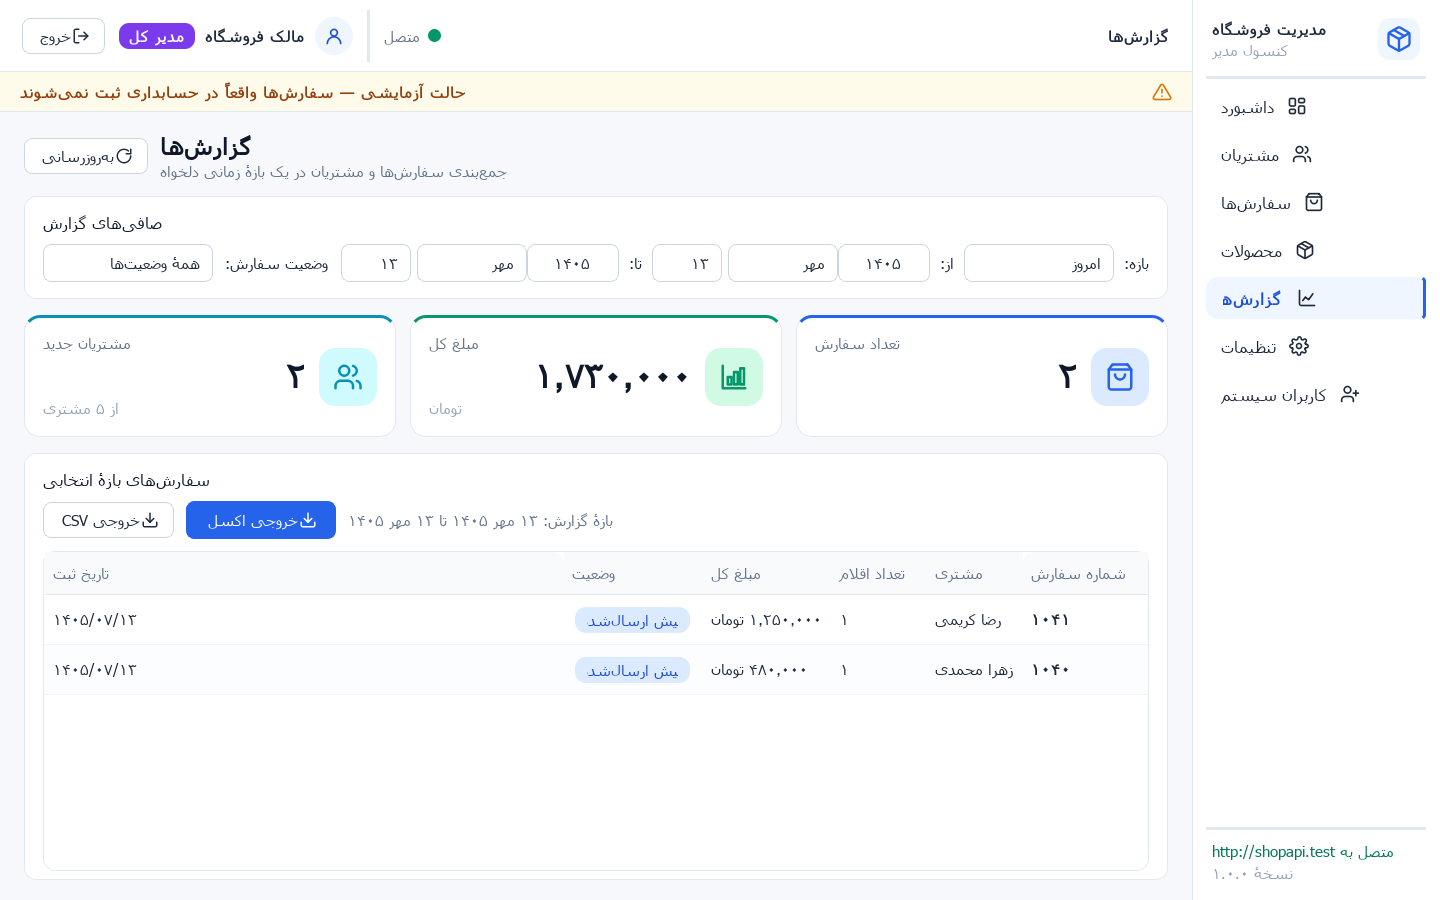 مدیریت فروشگاه
کنسول مدیر
داشبورد
مشتریان
سفارش‌ها
محصولات
گزارش‌ه
تنظیمات
کاربران سیستم
متصل به http://shopapi.test
نسخهٔ ۱.۰.۰
گزارش‌ها
متصل
مالک فروشگاه
مدیر کل
خروج
حالت آزمایشی — سفارش‌ها واقعاً در حسابداری ثبت نمی‌شوند
گزارش‌ها
جمع‌بندی سفارش‌ها و مشتریان در یک بازهٔ زمانی دلخواه
به‌روزرسانی
صافی‌های گزارش
بازه: امروز از: ۱۴۰۵ مهر ۱۳ تا: ۱۴۰۵ مهر ۱۳ وضعیت سفارش: همهٔ وضعیت‌ها
تعداد سفارش
۲
مبلغ کل
۱,۷۳۰,۰۰۰
تومان
مشتریان جدید
۲
از ۵ مشتری
سفارش‌های بازهٔ انتخابی
بازهٔ گزارش: ۱۳ مهر ۱۴۰۵ تا ۱۳ مهر ۱۴۰۵
خروجی اکسل
خروجی CSV
شماره سفارش مشتری تعداد اقلام مبلغ کل وضعیت تاریخ ثبت
۱۰۴۱ رضا کریمی ۱ ۱,۲۵۰,۰۰۰ تومان ارسال‌شد ۱۴۰۵/۰۷/۱۳
۱۰۴۰ زهرا محمدی ۱ ۴۸۰,۰۰۰ تومان ارسال‌شد ۱۴۰۵/۰۷/۱۳